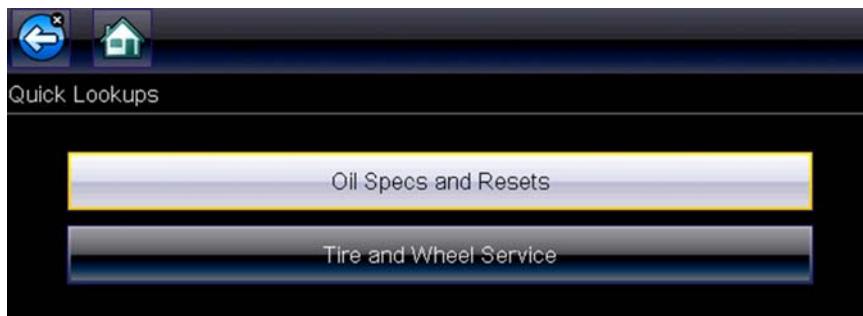 Quick Lookups
Oil Specs and Resets
Tire and Wheel Service